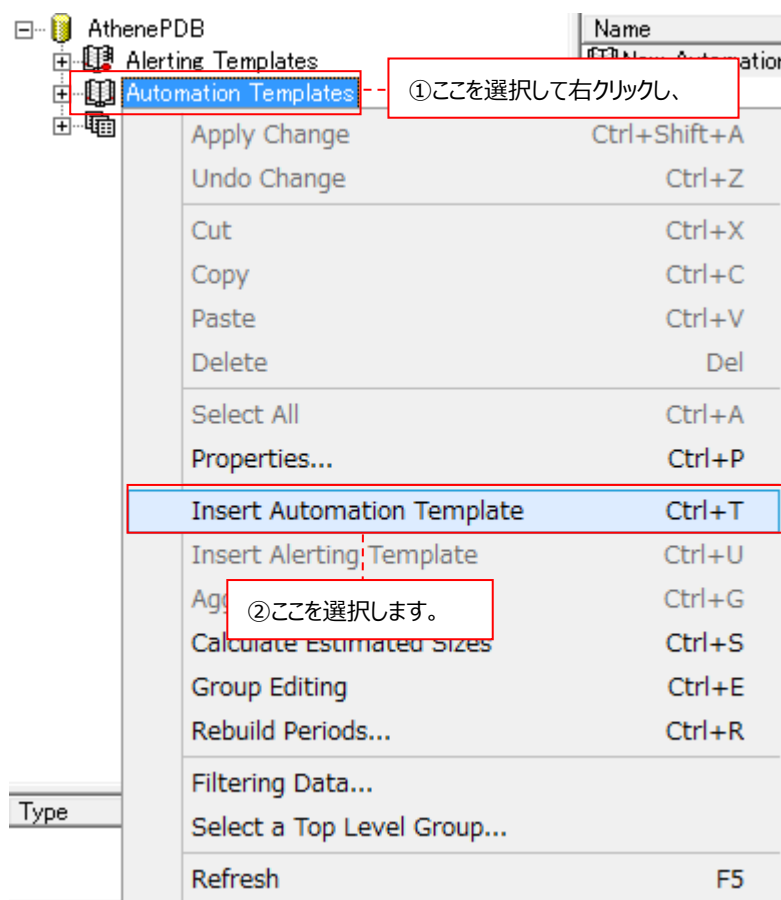 AthenePDB
Name
Alerting Templates
Automation Templates
①ここを選択して右クリックし、
Apply Change Ctrl+Shift+A
Undo Change Ctrl+Z
Cut Ctrl+X
Copy Ctrl+C
Paste Ctrl+V
Delete Del
Select All Ctrl+A
Properties... Ctrl+P
Insert Automation Template Ctrl+T
Insert Alerting Template Ctrl+U
Ctrl+G
②ここを選択します。
Calculate Estimated Sizes Ctrl+S
Group Editing Ctrl+E
Rebuild Periods... Ctrl+R
Filtering Data...
Type
Select a Top Level Group...
Refresh F5